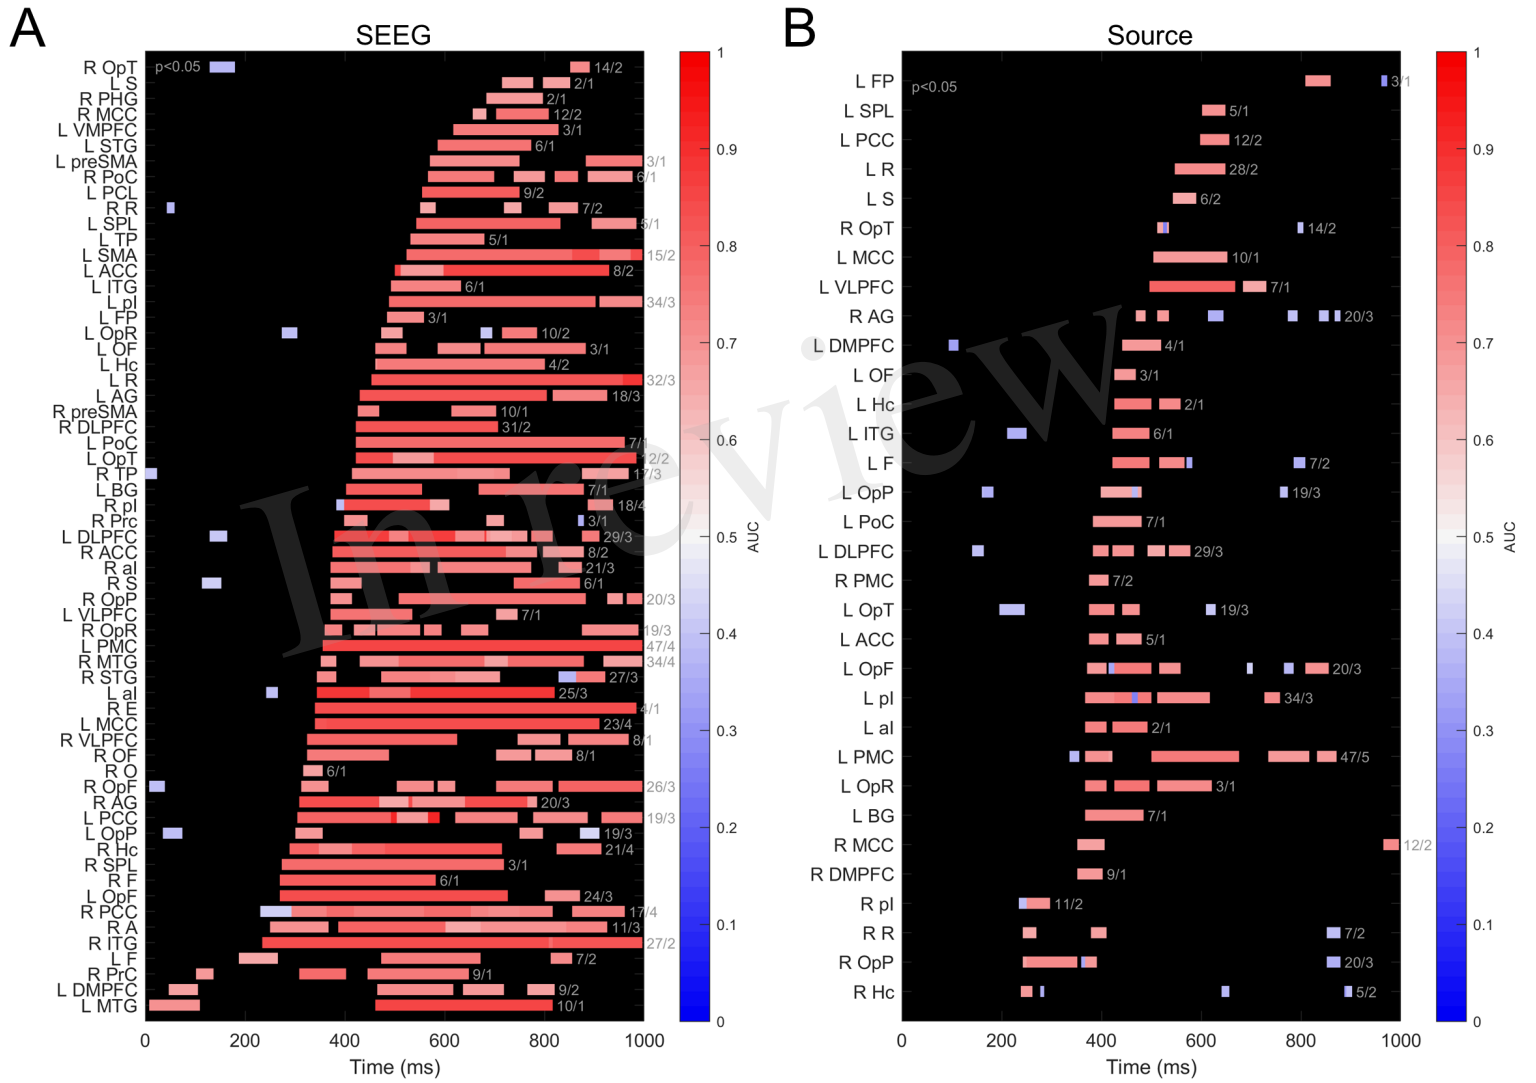 A
SEEG
p<0.05
R OpT 14/2
L S 2/1
R PHG 2/1
R MCC 12/2
L VMPFC 3/1
L STG 6/1
L preSMA 3/1
R PoC 6/1
L PCL 9/2
R R 7/2
L SPL 5/1
L TP 5/1
L SMA 15/2
L ACC 8/2
L ITG 6/1
L pI 34/3
L FP 3/1
L OpR 10/2
L OF 3/1
L Hc 4/2
L R 32/3
L AG 18/3
R preSMA 10/1
R DLPFC 31/2
L PoC 7/1
L OpT 12/2
R TP 17/3
L BG 7/1
R pI 18/4
R Prc 3/1
L DLPFC 29/3
R ACC 8/2
R aI 21/3
R S 6/1
R OpP 20/3
L VLPFC 7/1
R OpR 19/3
L PMC 47/4
R MTG 34/4
R STG 27/3
L aI 25/3
R E 4/1
L MCC 23/4
R VLPFC 8/1
R OF 8/1
R O 6/1
R OpF 26/3
R AG 20/3
L PCC 19/3
L OpP 19/3
R Hc 21/4
R SPL 3/1
R F 6/1
L OpF 24/3
R PCC 17/4
R A 11/3
R ITG 27/2
L F 7/2
R PrC 9/1
L DMPFC 9/2
L MTG 10/1
0 200 400 600 800 1000
Time (ms)
1
0.9
0.8
0.7
0.6
0.5
0.4
0.3
0.2
0.1
0
AUC
B
Source
p<0.05
L FP 3/1
L SPL 5/1
L PCC 12/2
L R 28/2
L S 6/2
R OpT 14/2
L MCC 10/1
L VLPFC 7/1
R AG 20/3
L DMPFC 4/1
L OF 3/1
L Hc 2/1
L ITG 6/1
L F 7/2
L OpP 19/3
L PoC 7/1
L DLPFC 29/3
R PMC 7/2
L OpT 19/3
L ACC 5/1
L OpF 20/3
L pI 34/3
L aI 2/1
L PMC 47/5
L OpR 3/1
L BG 7/1
R MCC 12/2
R DMPFC 9/1
R pI 11/2
R R 7/2
R OpP 20/3
R Hc 5/2
0 200 400 600 800 1000
Time (ms)
1
0.9
0.8
0.7
0.6
0.5
0.4
0.3
0.2
0.1
0
AUC
In review